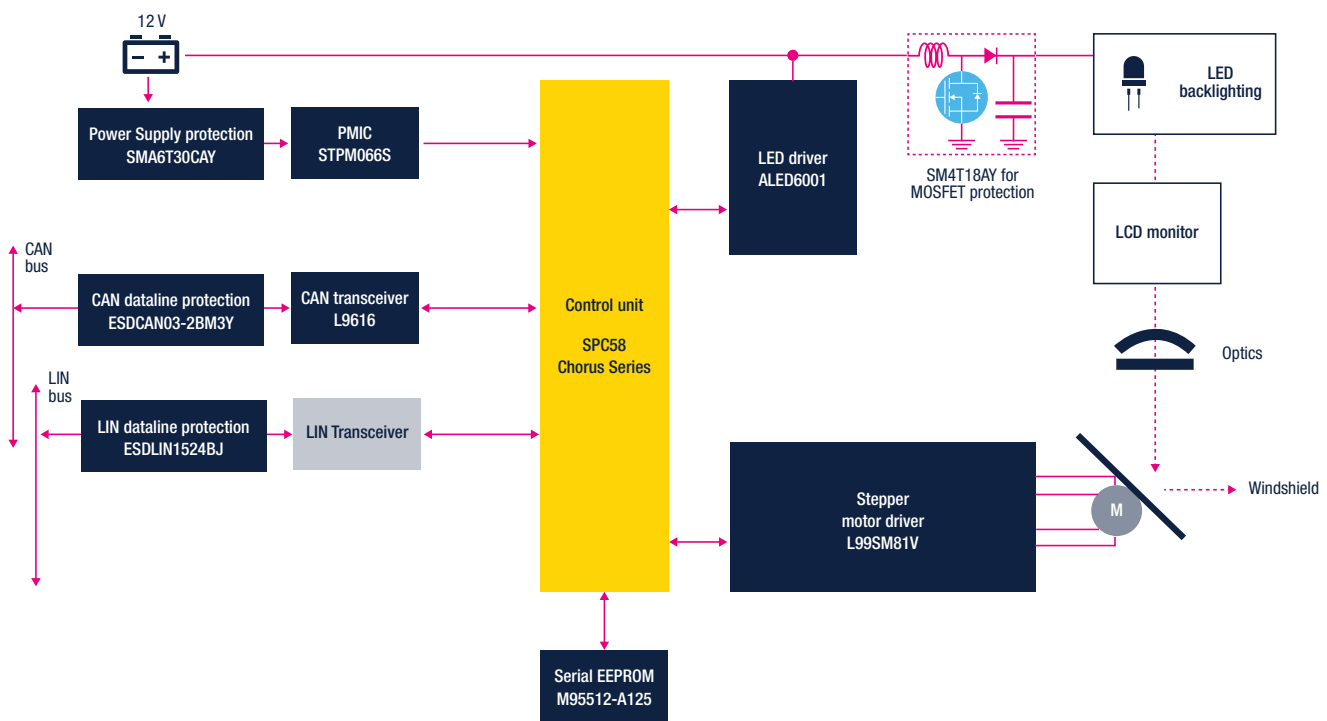 12 V
− +
Power Supply protection
SMA6T30CAY
PMIC
STPM066S
LED driver
ALED6001
SM4T18AY for
MOSFET protection
LED
backlighting
LCD monitor
CAN
bus
CAN dataline protection
ESDCAN03-2BM3Y
CAN transceiver
L9616
Control unit
SPC58
Chorus Series
Optics
LIN
bus
LIN dataline protection
ESDLIN1524BJ
LIN Transceiver
Stepper
motor driver
L99SM81V
M
Windshield
Serial EEPROM
M95512-A125